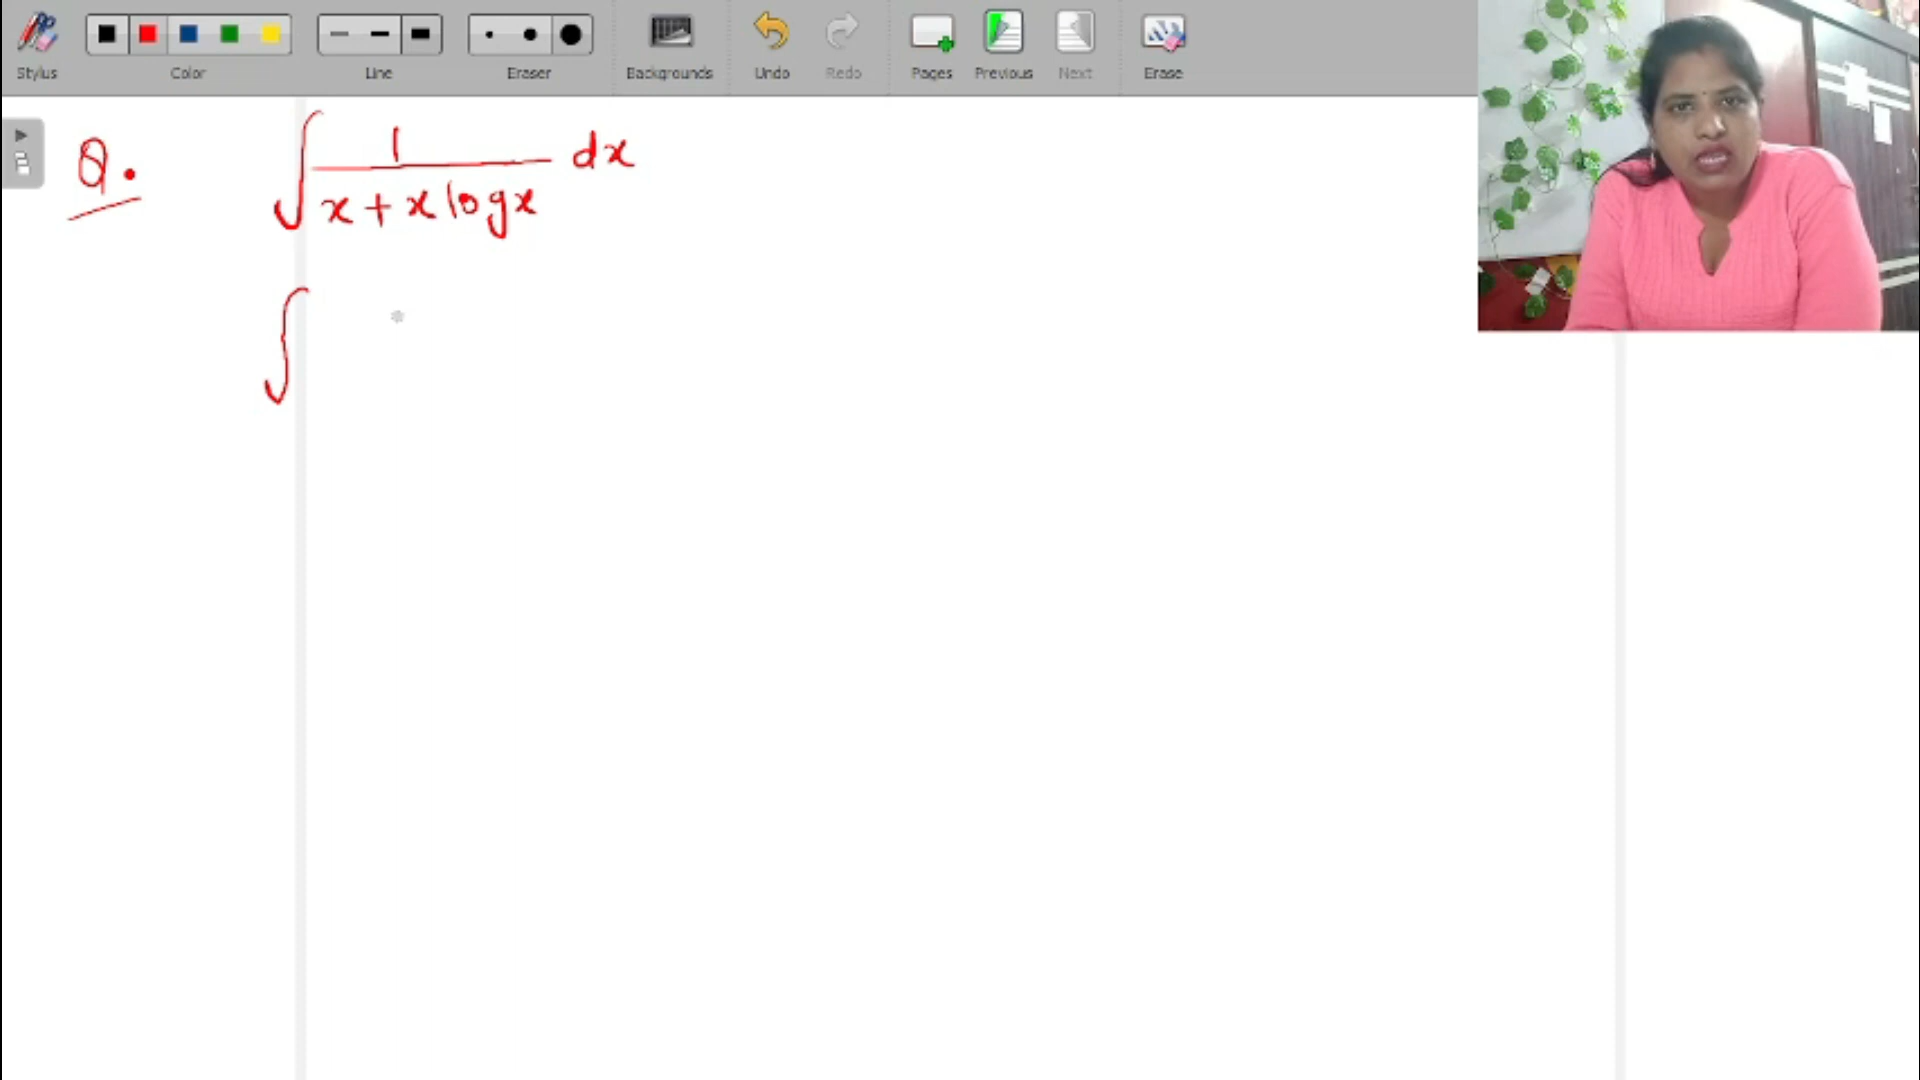 Stylus Color Line Eraser Backgrounds Undo Redo Pages Previous Next Erase
Q. ∫ 1/(x + x log x) dx
∫